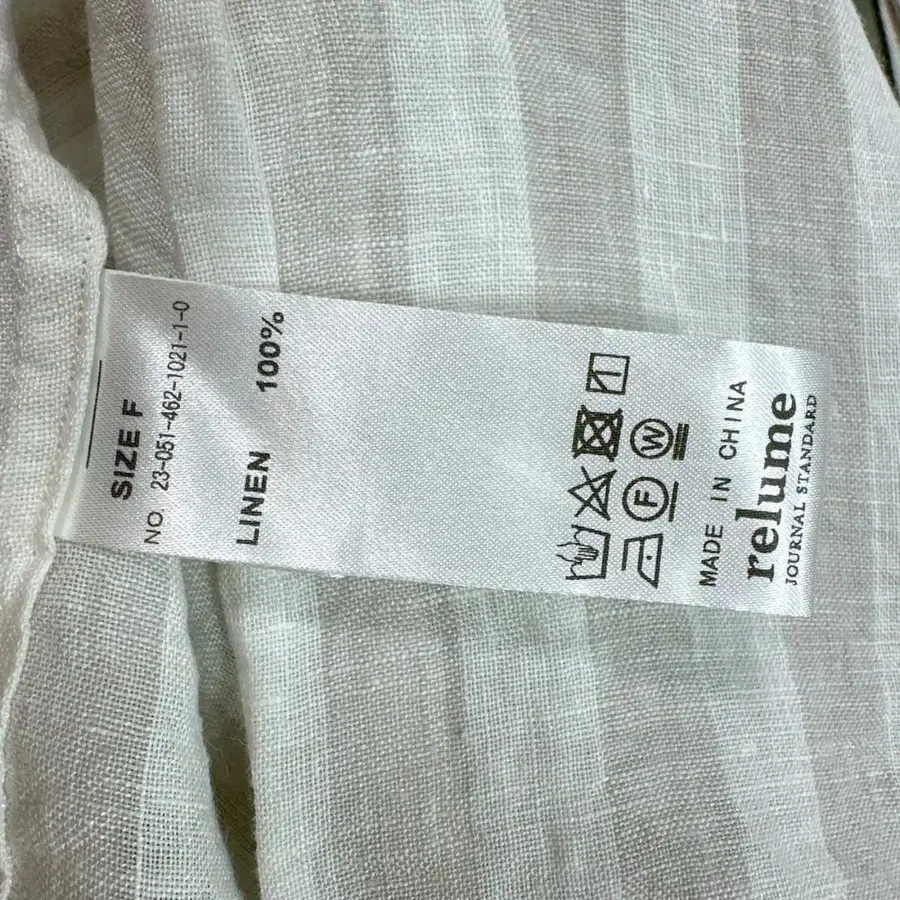 SIZE F
NO. 23-051-462-1021-1-0
LINEN 100%
F W
MADE IN CHINA
relume
JOURNAL STANDARD